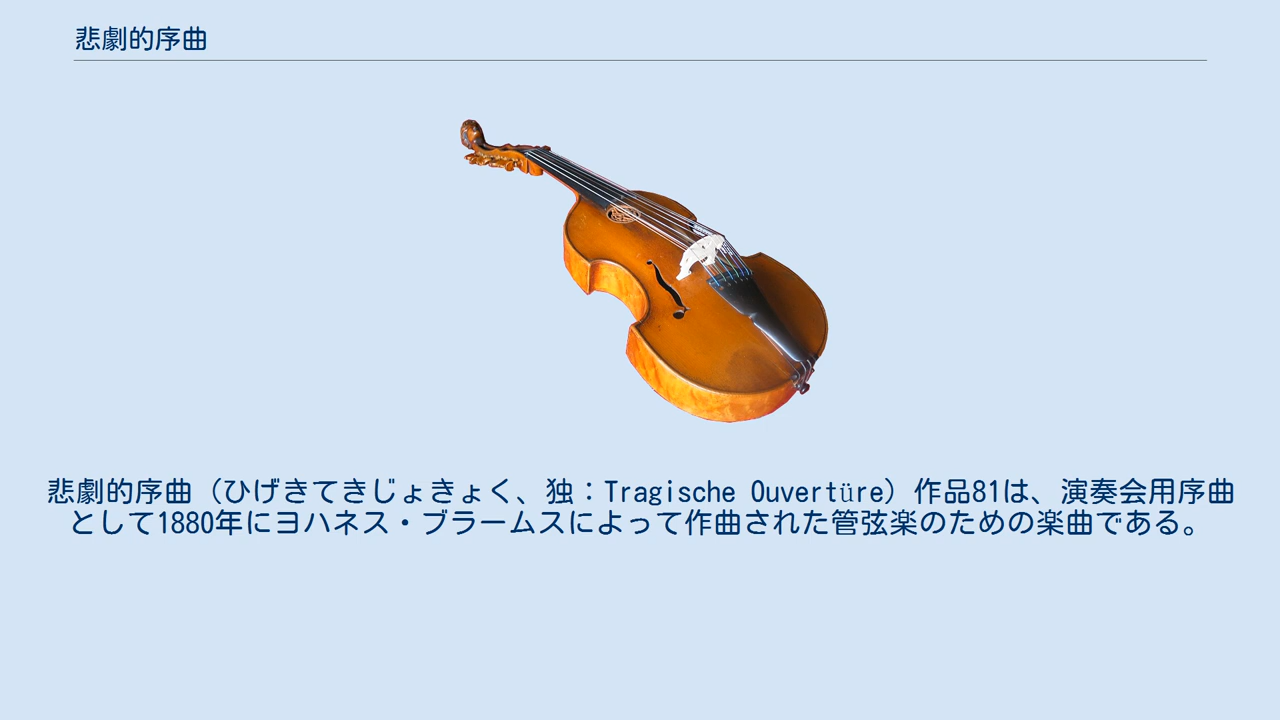 悲劇的序曲
悲劇的序曲（ひげきてきじょきょく、独：Tragische Ouvertüre）作品81は、演奏会用序曲
として1880年にヨハネス・ブラームスによって作曲された管弦楽のための楽曲である。